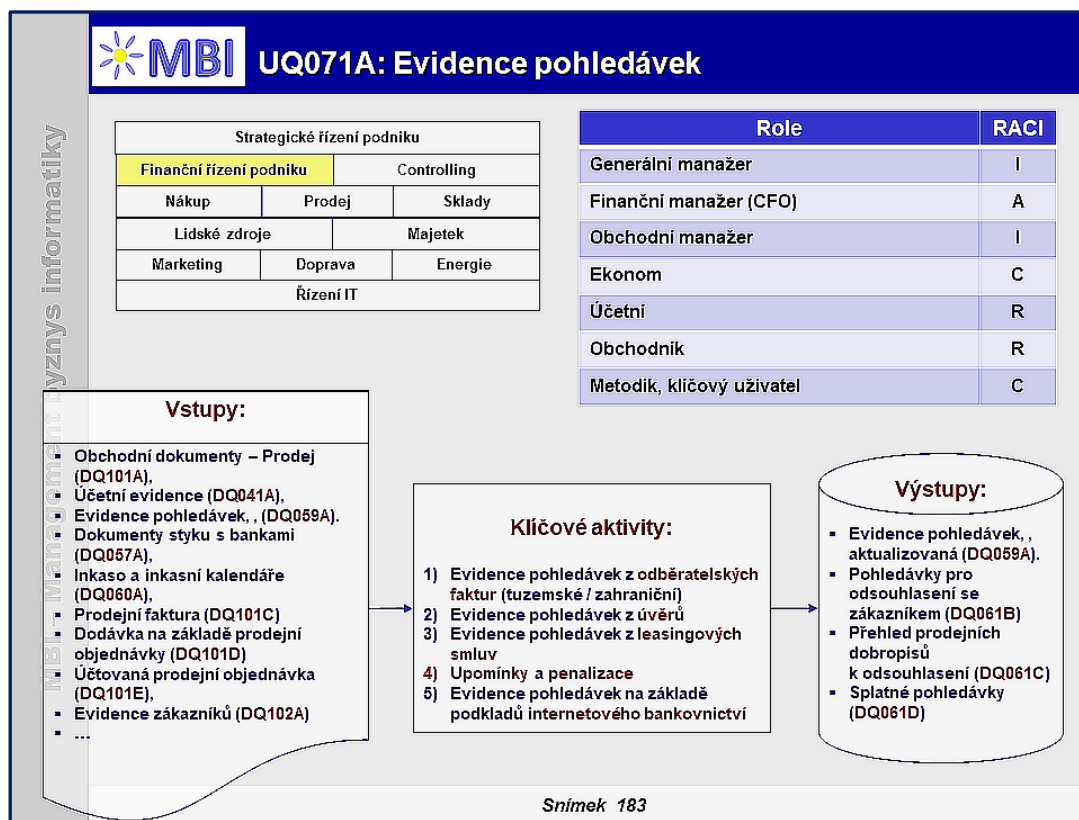 MBI
UQ071A: Evidence pohledávek
MBI – Management byznys informatiky
Strategické řízení podniku
Finanční řízení podniku
Controlling
Nákup
Prodej
Sklady
Lidské zdroje
Majetek
Marketing
Doprava
Energie
Řízení IT
Role RACI
Generální manažer I
Finanční manažer (CFO) A
Obchodní manažer I
Ekonom C
Účetní R
Obchodník R
Metodik, klíčový uživatel C
Vstupy:
▪ Obchodní dokumenty – Prodej
(DQ101A),
▪ Účetní evidence (DQ041A),
▪ Evidence pohledávek, , (DQ059A).
▪ Dokumenty styku s bankami
(DQ057A),
▪ Inkaso a inkasní kalendáře
(DQ060A),
▪ Prodejní faktura (DQ101C)
▪ Dodávka na základě prodejní
objednávky (DQ101D)
▪ Účtovaná prodejní objednávka
(DQ101E),
▪ Evidence zákazníků (DQ102A)
▪ ...
Klíčové aktivity:
1) Evidence pohledávek z odběratelských
faktur (tuzemské / zahraniční)
2) Evidence pohledávek z úvěrů
3) Evidence pohledávek z leasingových
smluv
4) Upomínky a penalizace
5) Evidence pohledávek na základě
podkladů internetového bankovnictví
Výstupy:
▪ Evidence pohledávek, ,
aktualizovaná (DQ059A).
▪ Pohledávky pro
odsouhlasení se
zákazníkem (DQ061B)
▪ Přehled prodejních
dobropisů
k odsouhlasení (DQ061C)
▪ Splatné pohledávky
(DQ061D)
Snímek 183